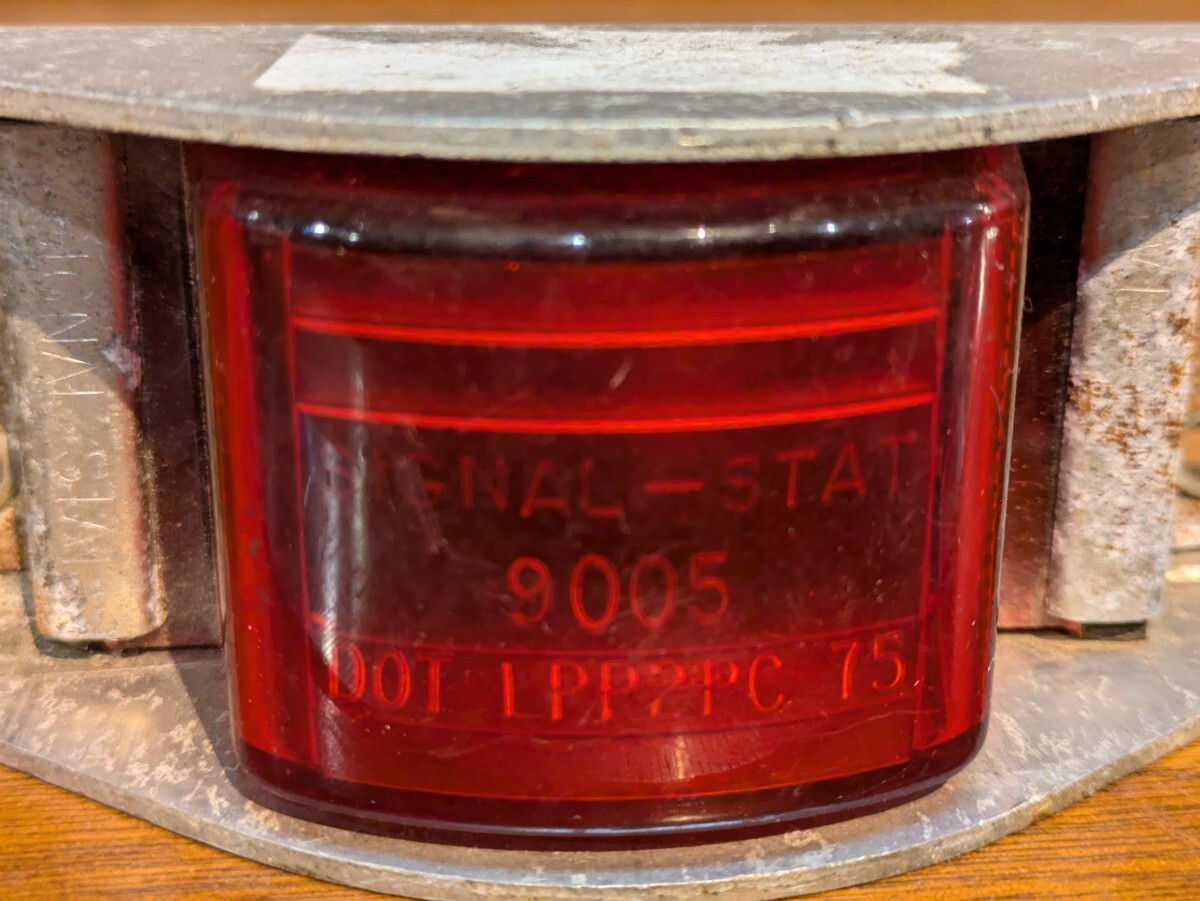 SIGNAL-STAT
9005
DOT LPP2PC 75